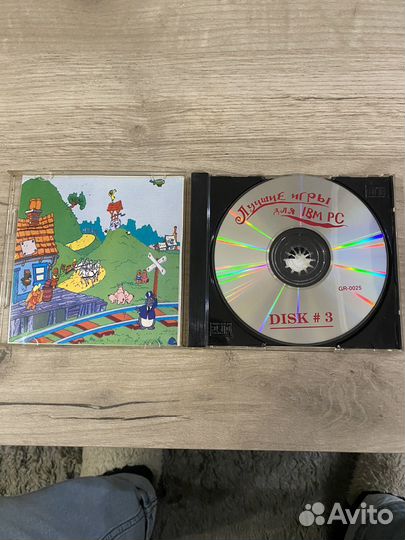 Лучшие игры
для IBM PC
GR-0025
DISK # 3
Avito